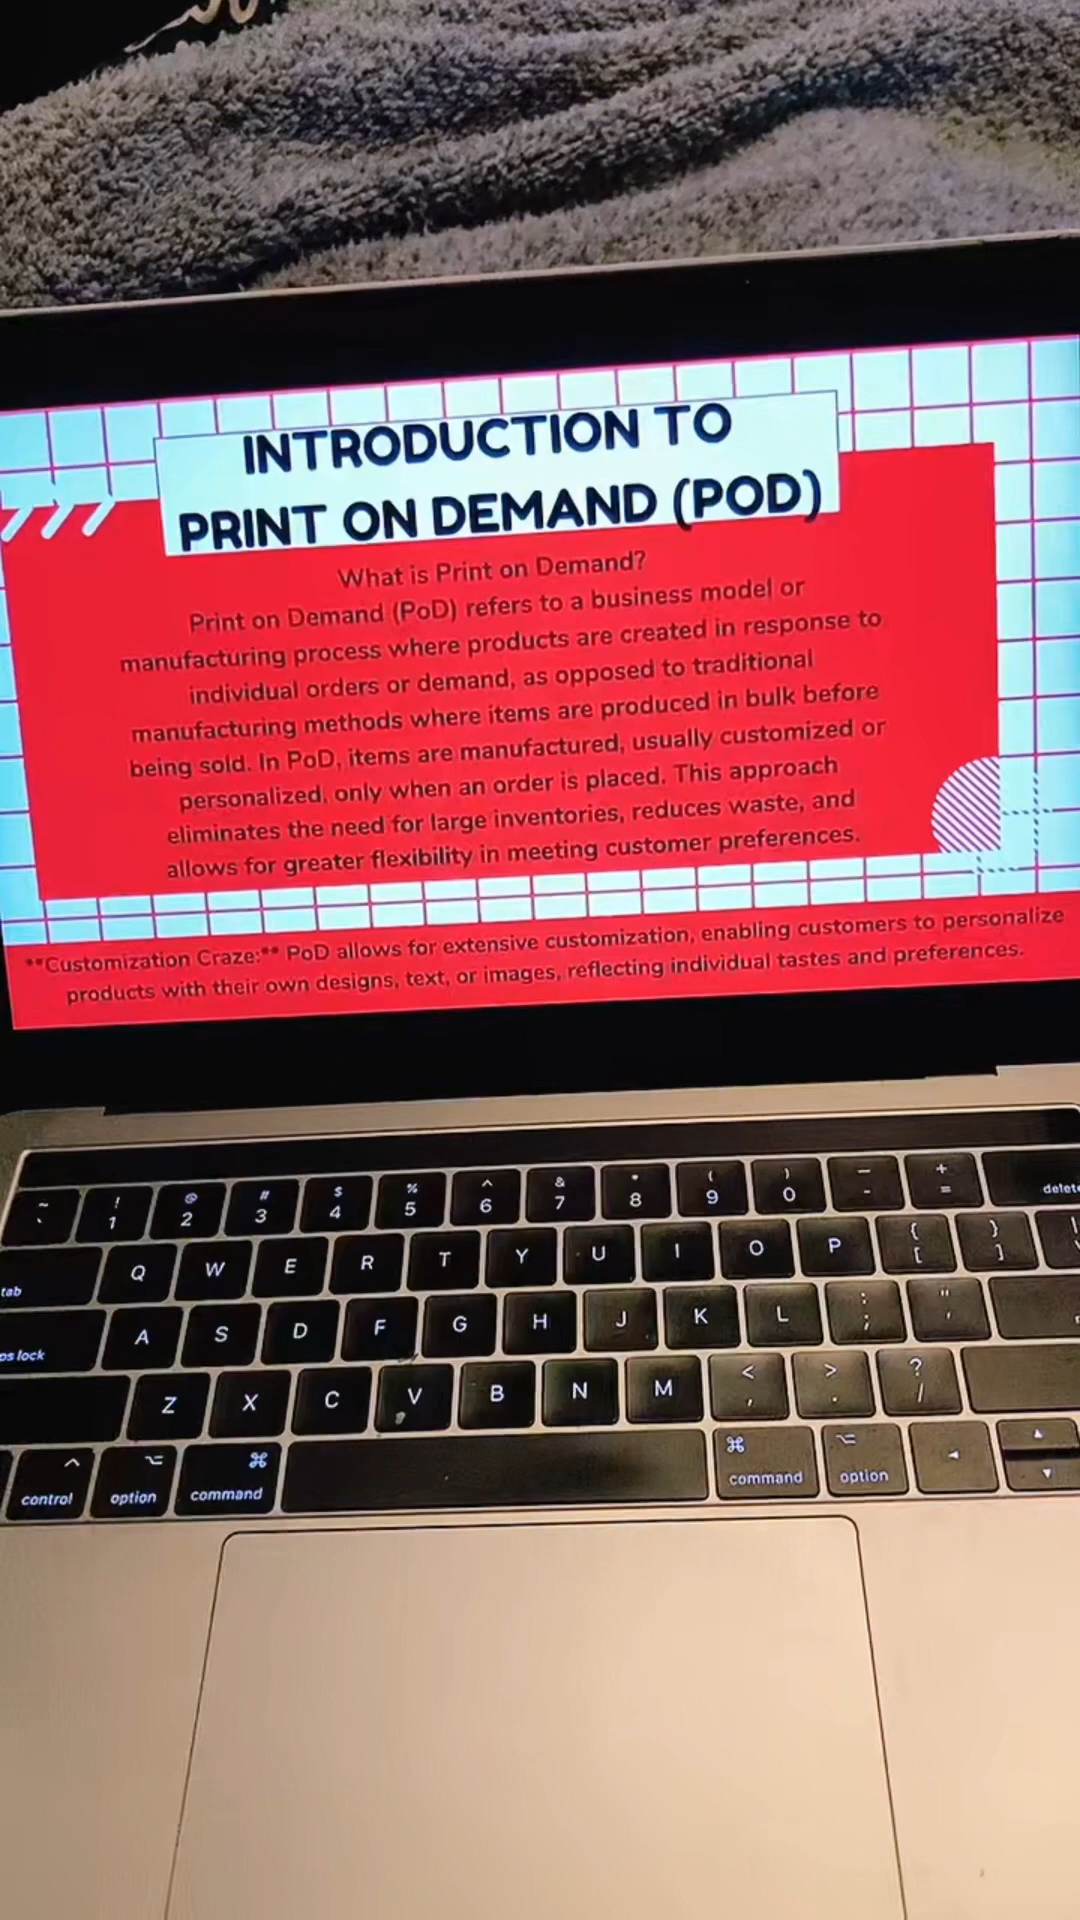 INTRODUCTION TO
PRINT ON DEMAND (POD)
What is Print on Demand?
Print on Demand (PoD) refers to a business model or
manufacturing process where products are created in response to
individual orders or demand, as opposed to traditional
manufacturing methods where items are produced in bulk before
being sold. In PoD, items are manufactured, usually customized or
personalized, only when an order is placed. This approach
eliminates the need for large inventories, reduces waste, and
allows for greater flexibility in meeting customer preferences.
**Customization Craze:** PoD allows for extensive customization, enabling customers to personalize
products with their own designs, text, or images, reflecting individual tastes and preferences.
~ ! @ # $ % ^ & * ( ) _ +
` 1 2 3 4 5 6 7 8 9 0 - = delete
tab Q W E R T Y U I O P { [ } ] |
ps lock A S D F G H J K L : ; " '
Z X C V B N M < , > . ? /
control option command command option